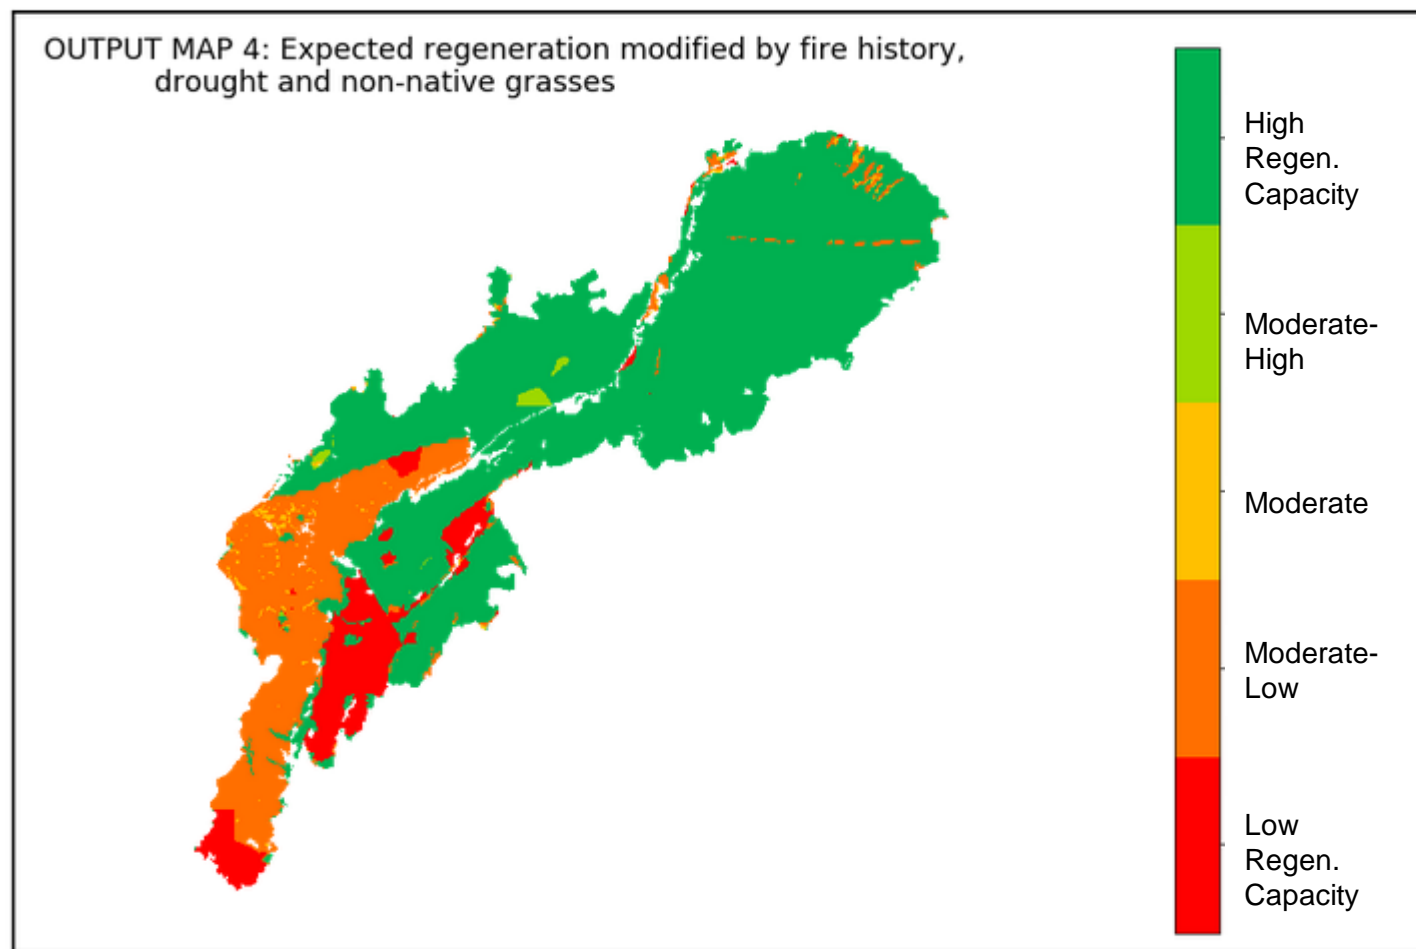 OUTPUT MAP 4: Expected regeneration modified by fire history,
drought and non-native grasses
High
Regen.
Capacity
Moderate-
High
Moderate
Moderate-
Low
Low
Regen.
Capacity